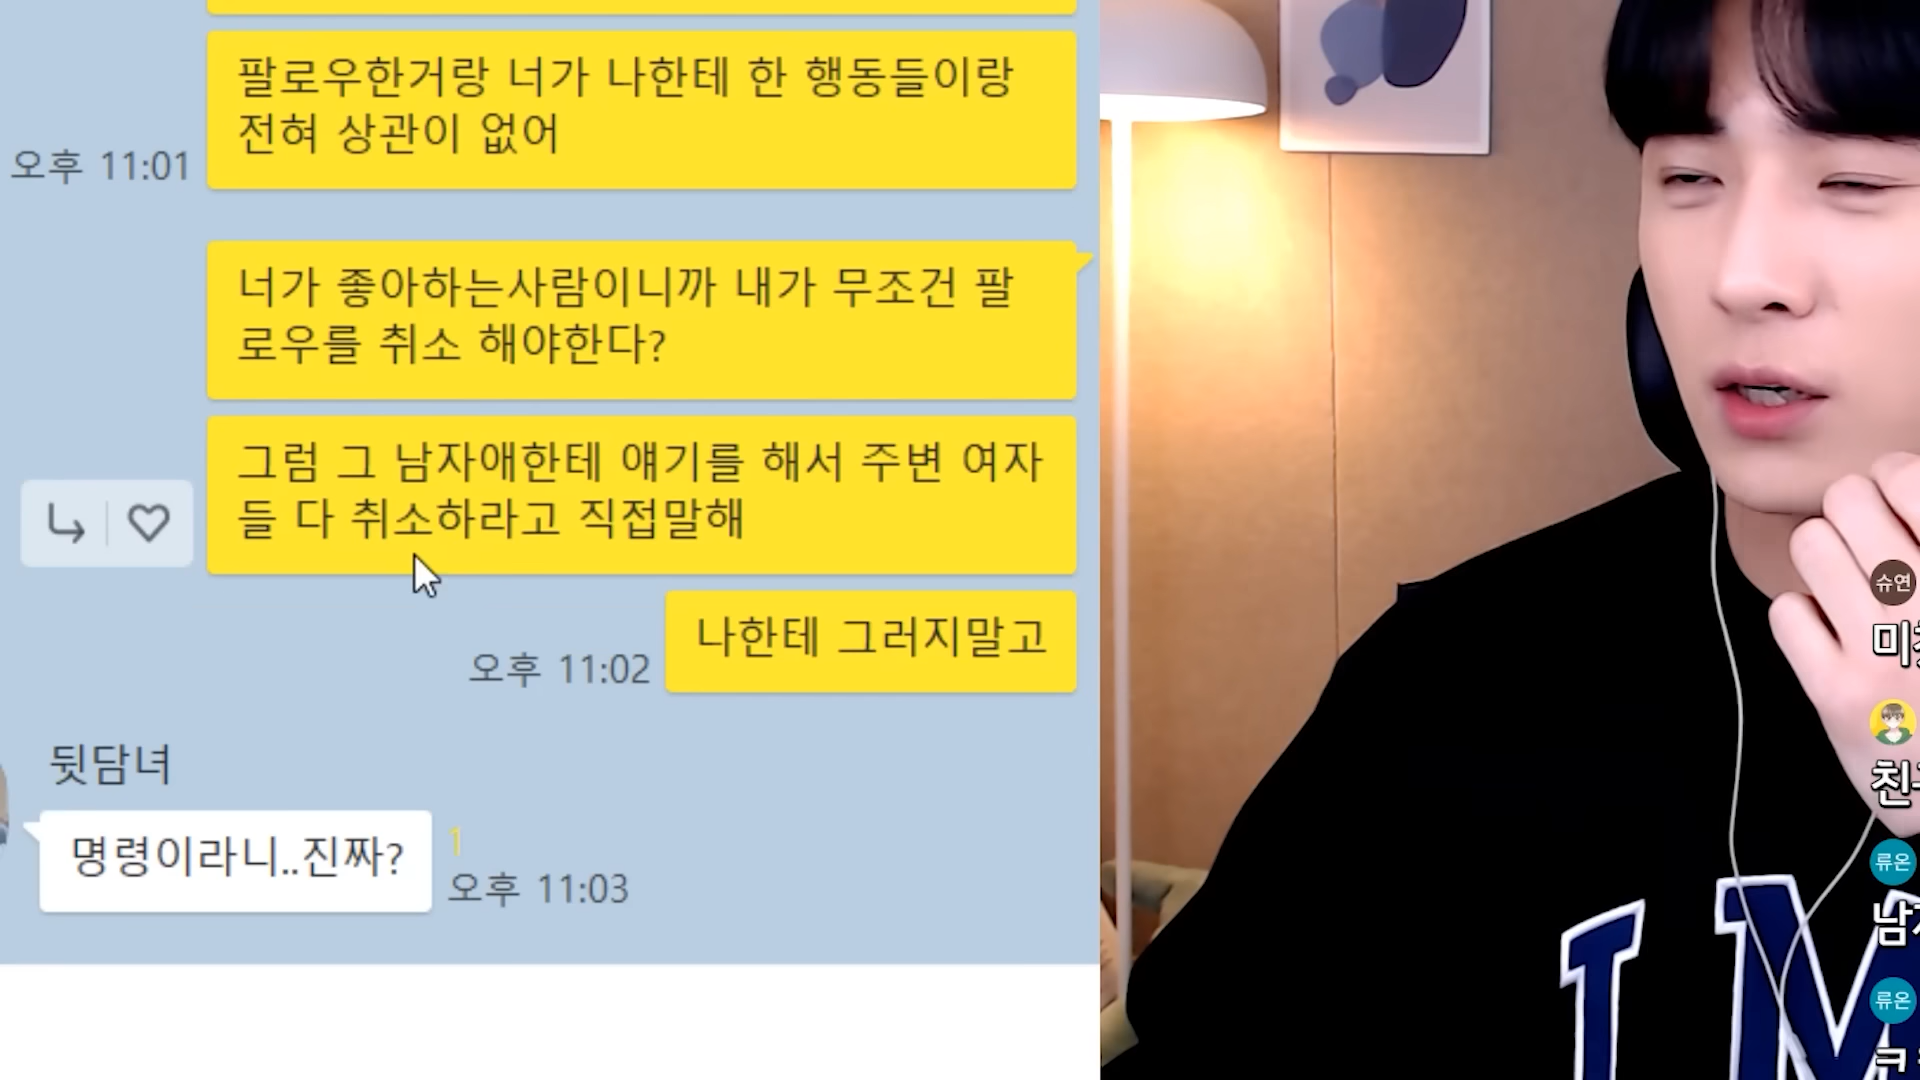 팔로우한거랑 너가 나한테 한 행동들이랑
전혀 상관이 없어
오후 11:01
너가 좋아하는사람이니까 내가 무조건 팔
로우를 취소 해야한다?
그럼 그 남자애한테 얘기를 해서 주변 여자
들 다 취소하라고 직접말해
나한테 그러지말고
오후 11:02
뒷담녀
명령이라니..진짜?
1
오후 11:03
슈연
친구
류온
류온